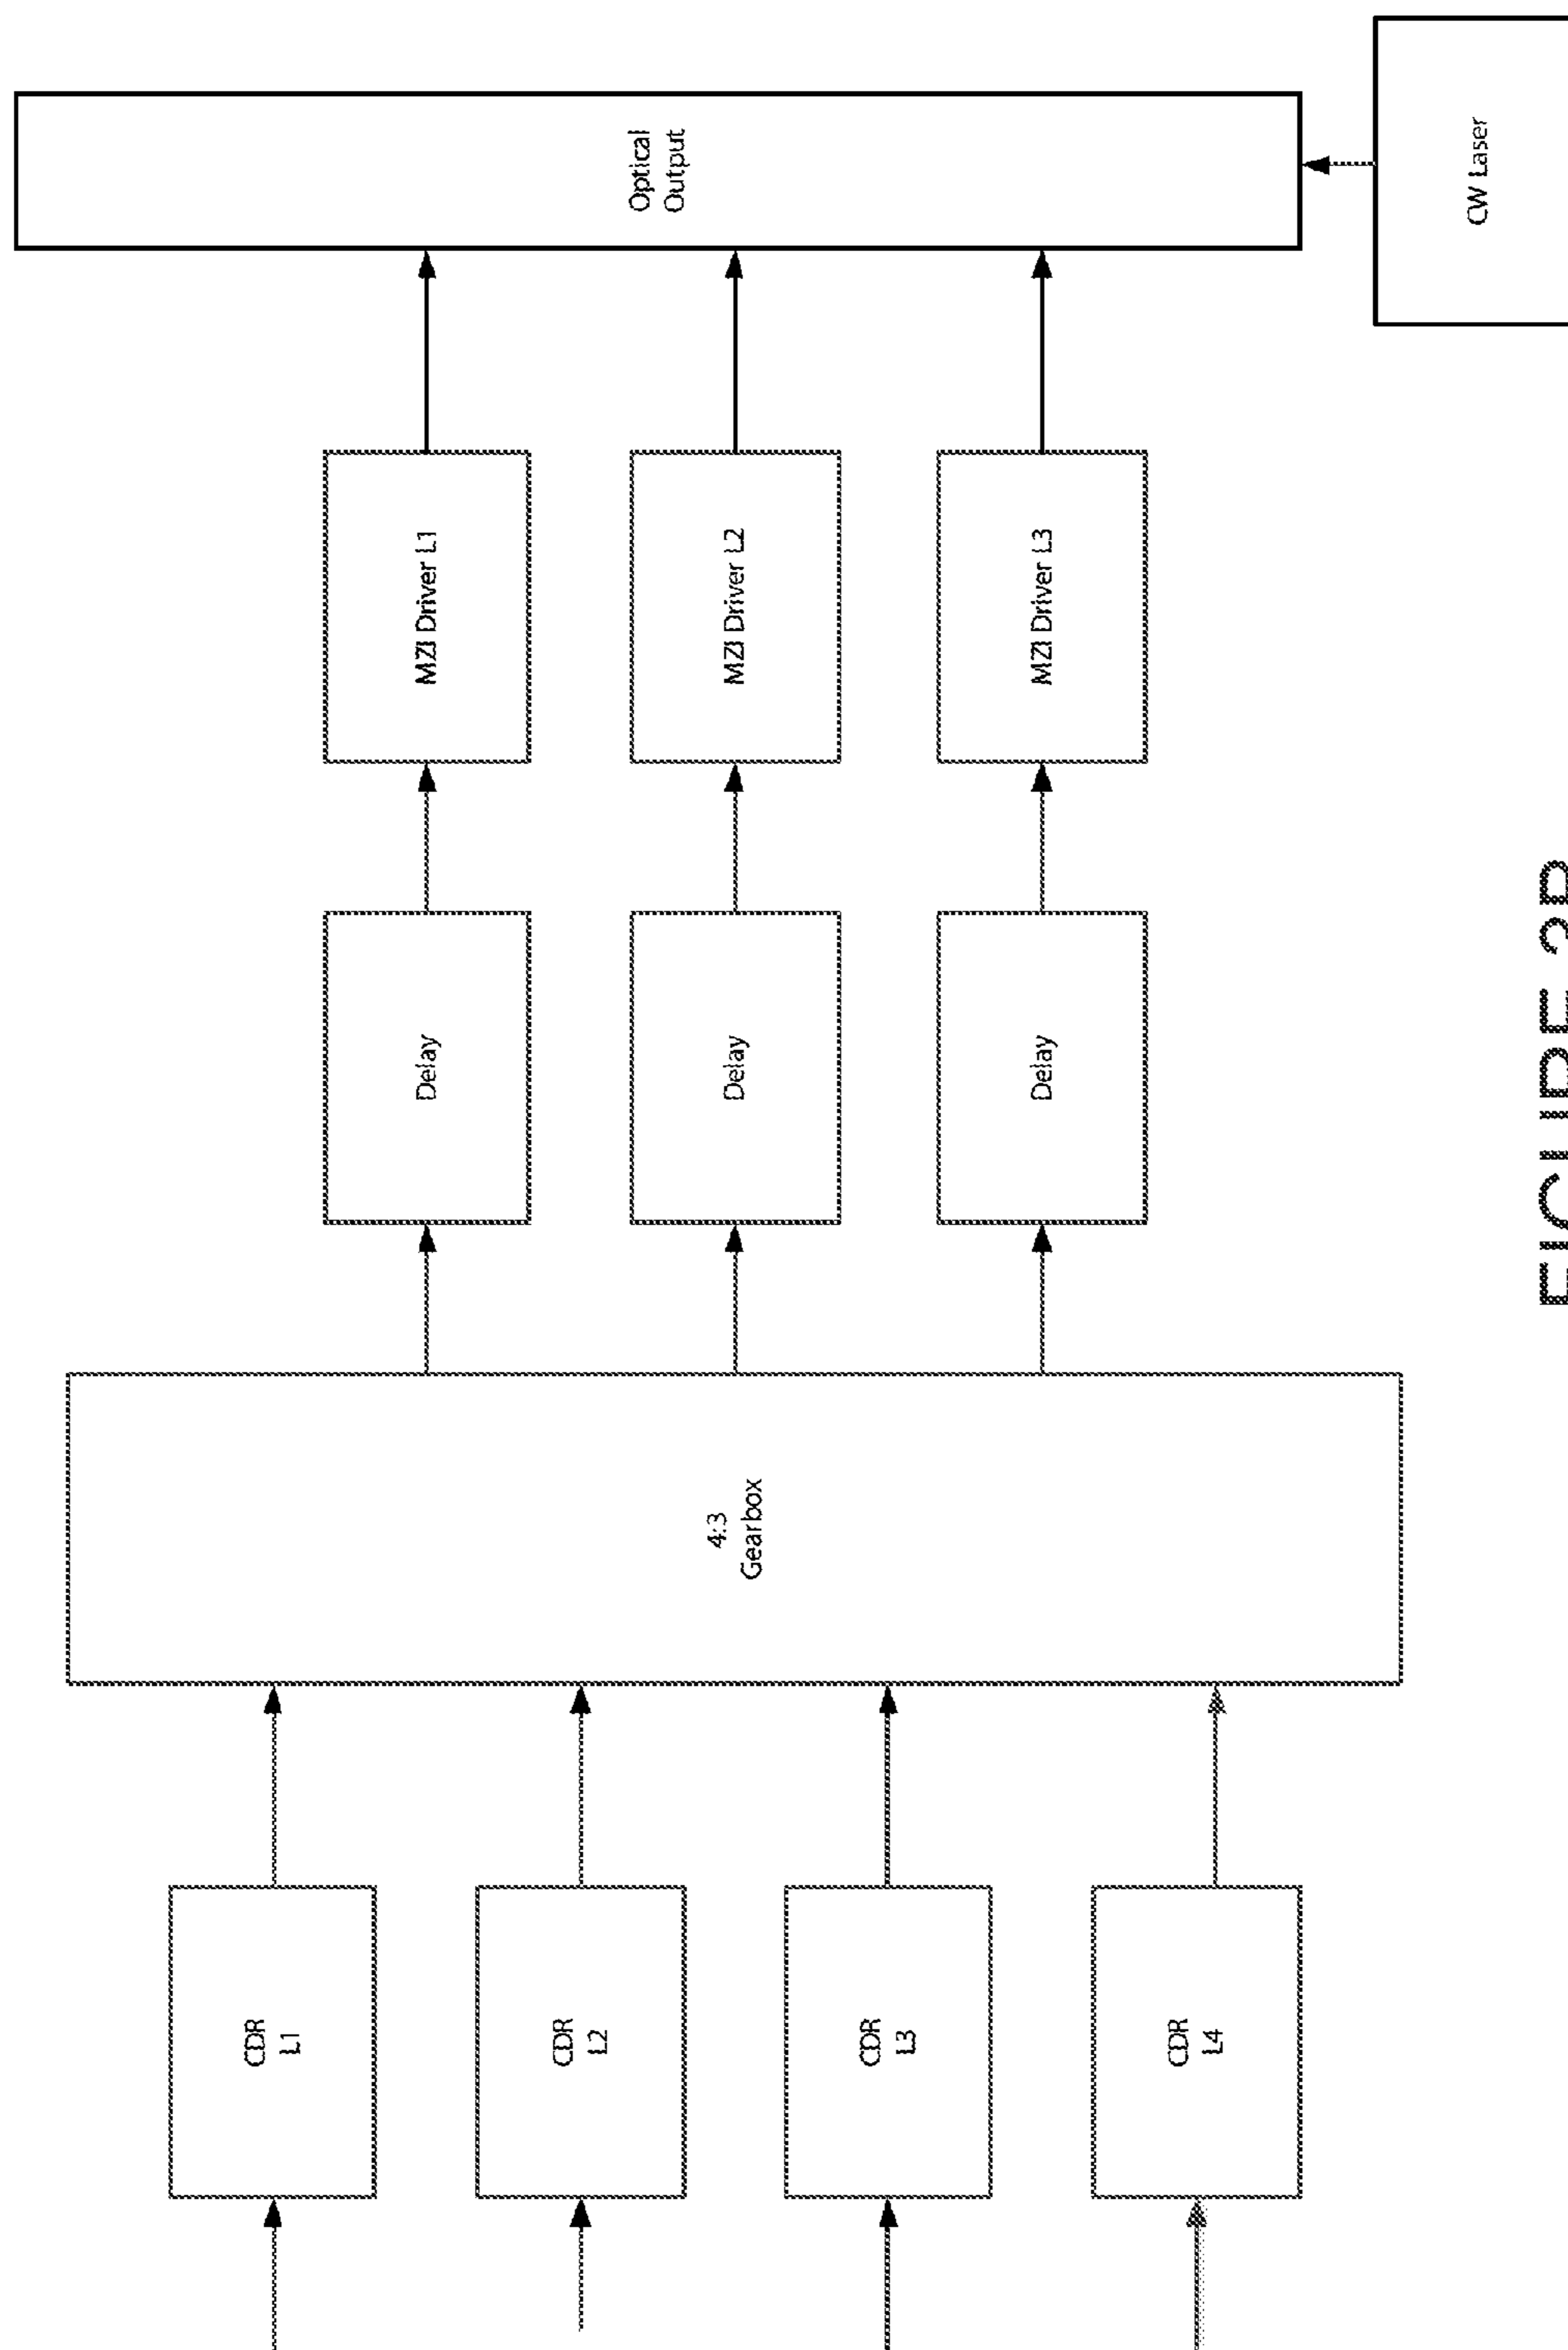 CDR
L1
CDR
L2
CDR
L3
CDR
L4
4:3
Gearbox
Delay
Delay
Delay
MZI Driver L1
MZI Driver L2
MZI Driver L3
Optical
Output
CW Laser
FIGURE